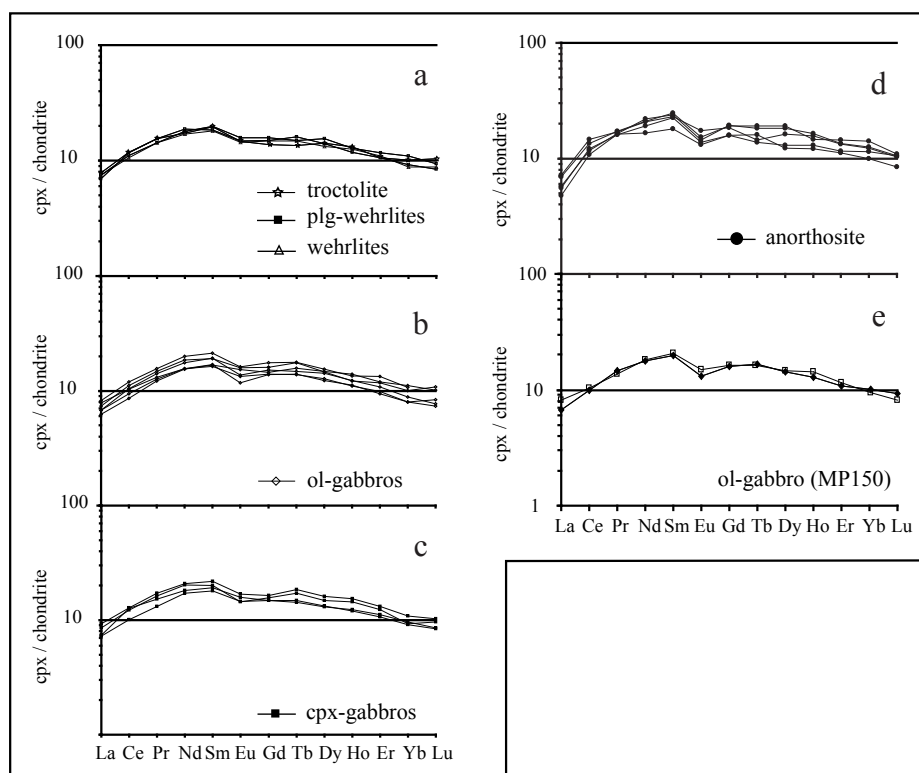 100
a
cpx / chondrite
10
troctolite
plg-wehrlites
wehrlites
100
b
cpx / chondrite
10
ol-gabbros
100
c
cpx / chondrite
10
cpx-gabbros
La Ce Pr Nd Sm Eu Gd Tb Dy Ho Er Yb Lu
100
d
cpx / chondrite
10
anorthosite
100
e
cpx / chondrite
10
ol-gabbro (MP150)
1
La Ce Pr Nd Sm Eu Gd Tb Dy Ho Er Yb Lu